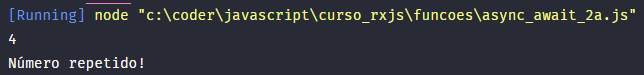 [Running] node "c:\coder\javascript\curso_rxjs\funcoes\async_await_2a.js"
4
Número repetido!